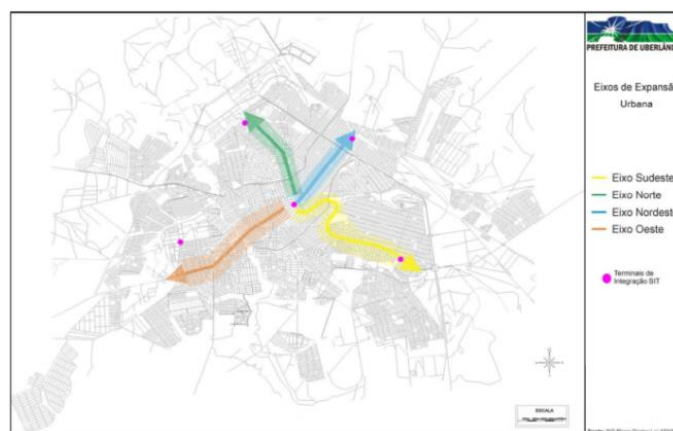 PREFEITURA DE UBERLÂN
Eixos de Expansã
Urbana
Eixo Sudeste
Eixo Norte
Eixo Nordeste
Eixo Oeste
Terminais de
Integração SIT
ESCALA